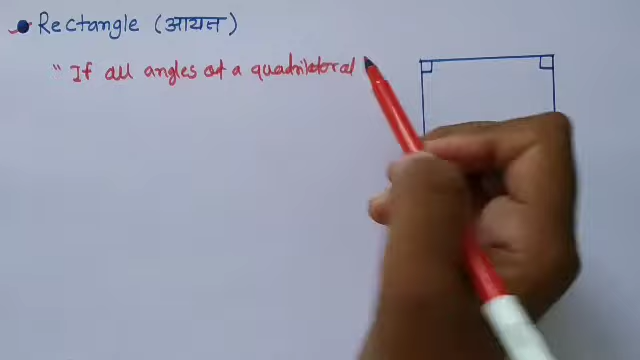 Rectangle (आयत)
" If all angles of a quadrilateral